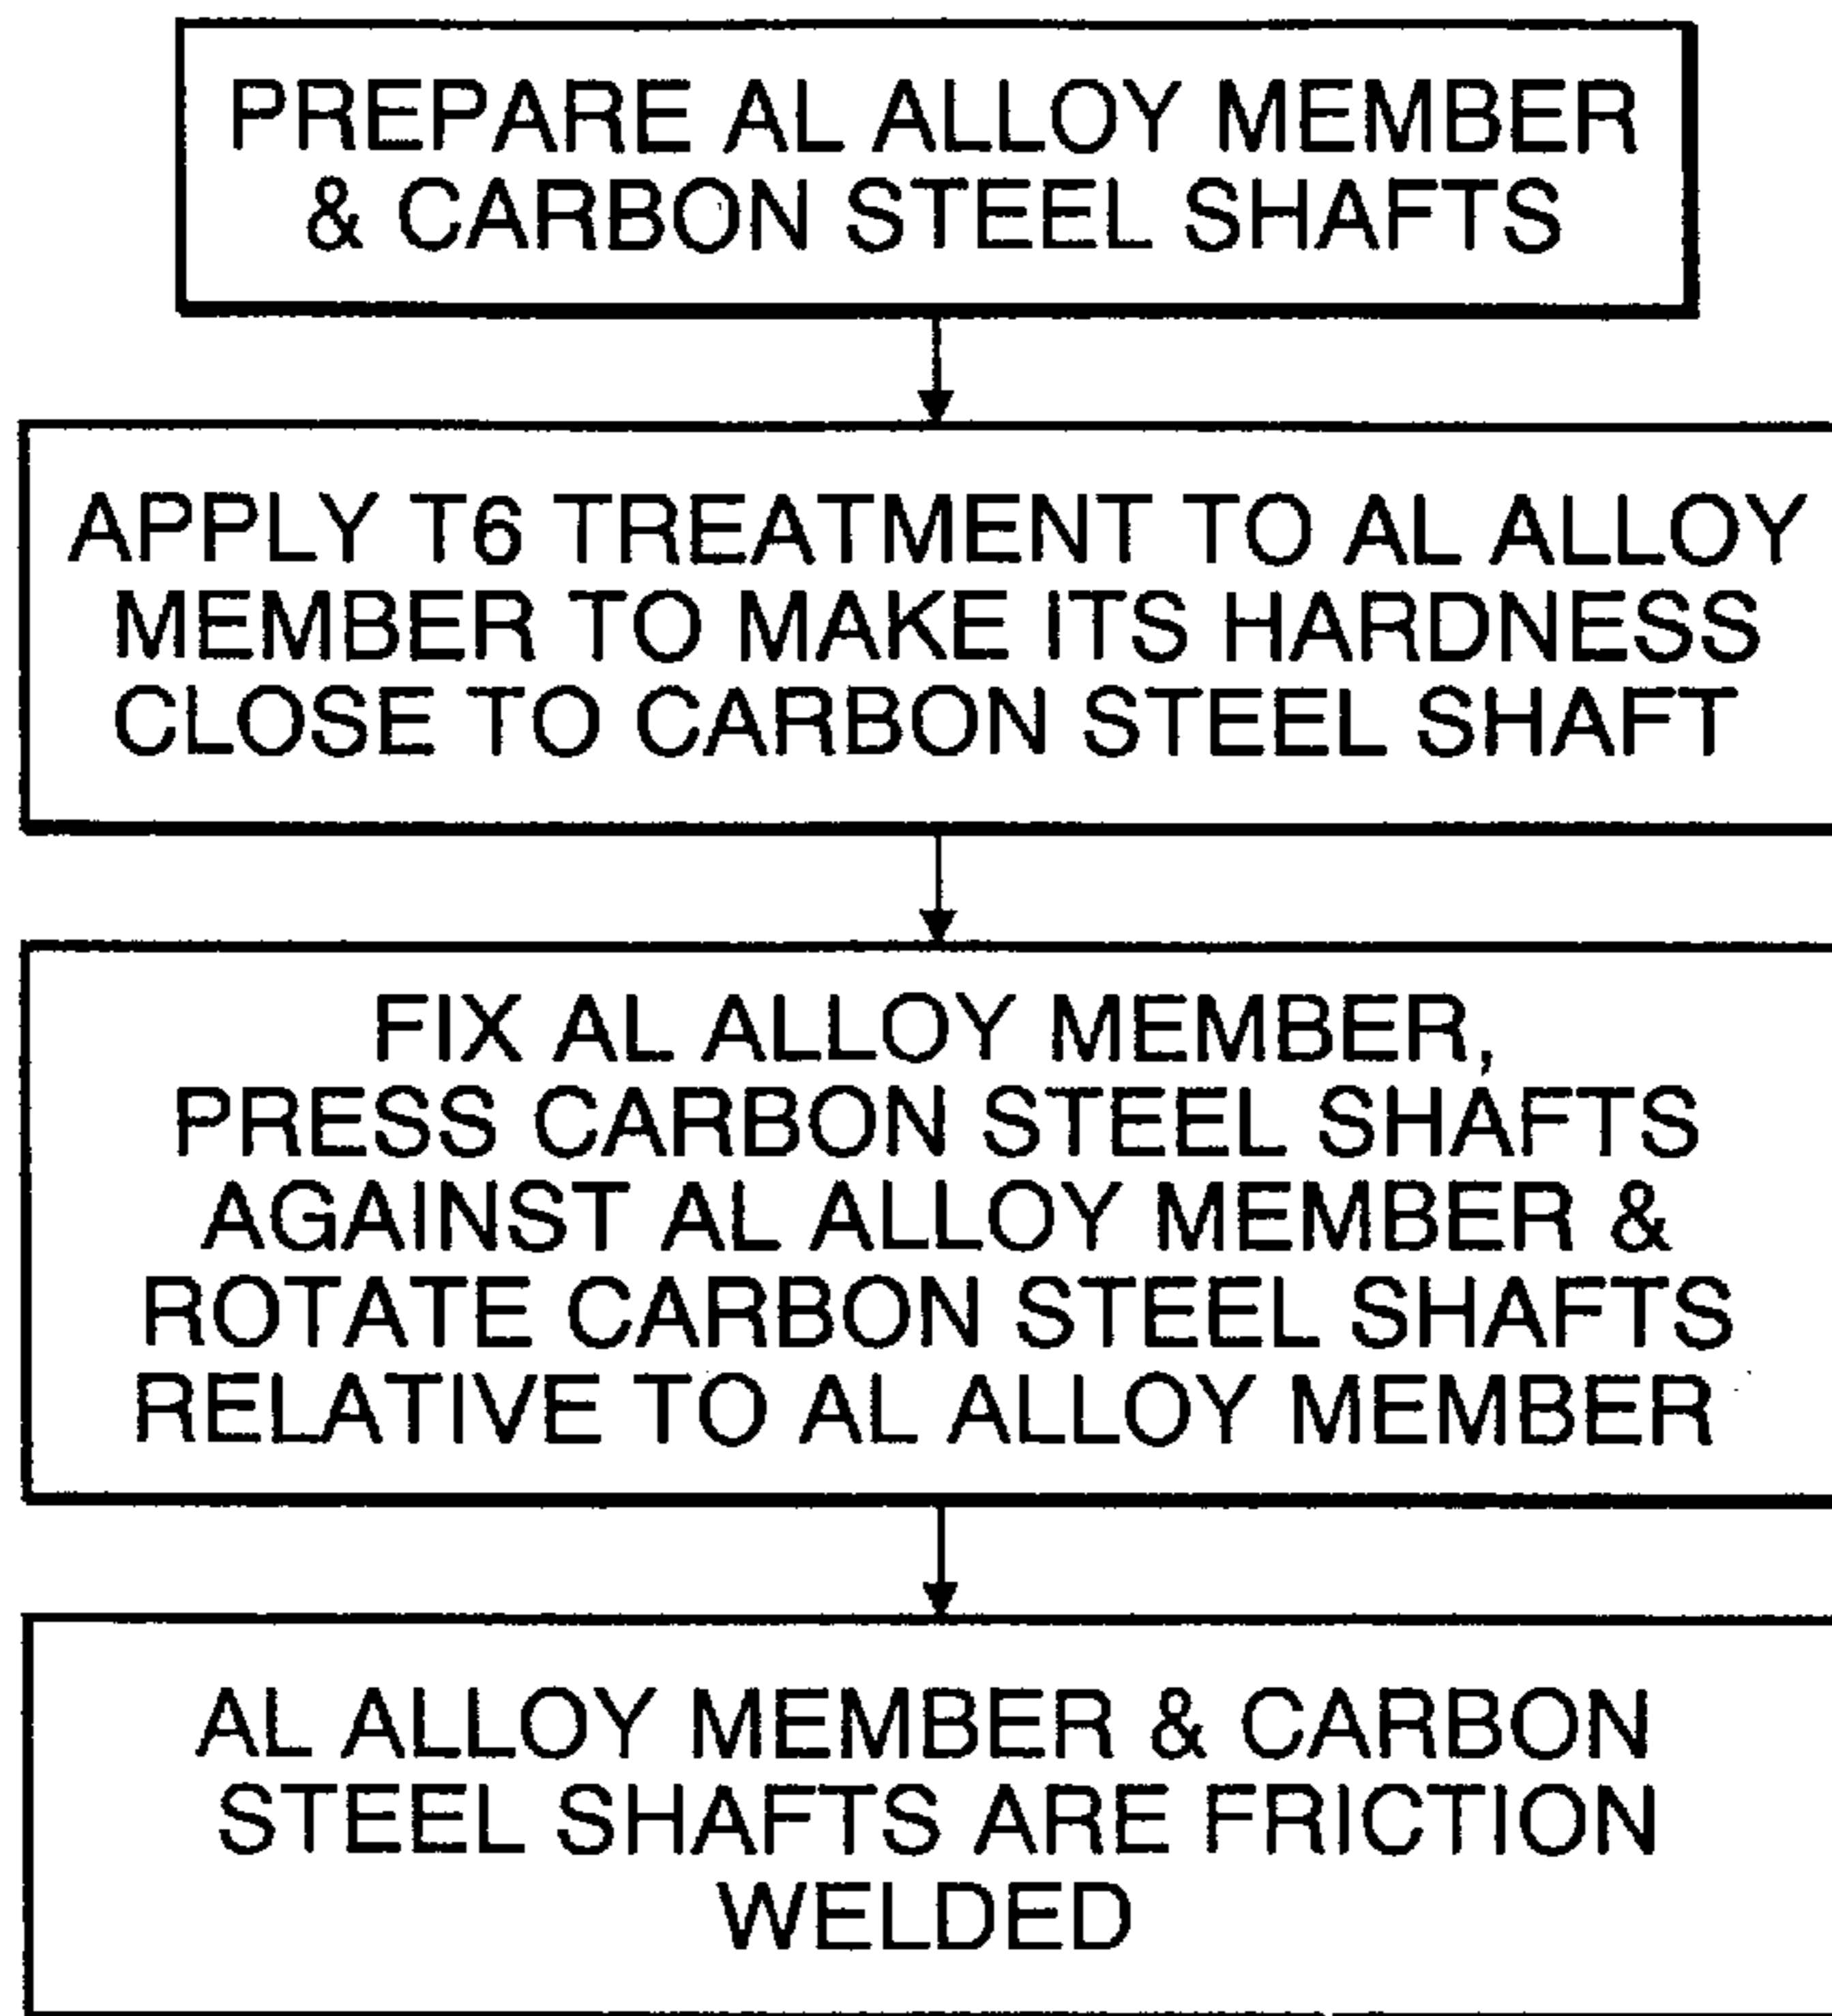 PREPARE AL ALLOY MEMBER
& CARBON STEEL SHAFTS
APPLY T6 TREATMENT TO AL ALLOY
MEMBER TO MAKE ITS HARDNESS
CLOSE TO CARBON STEEL SHAFT
FIX AL ALLOY MEMBER,
PRESS CARBON STEEL SHAFTS
AGAINST AL ALLOY MEMBER &
ROTATE CARBON STEEL SHAFTS
RELATIVE TO AL ALLOY MEMBER
AL ALLOY MEMBER & CARBON
STEEL SHAFTS ARE FRICTION
WELDED